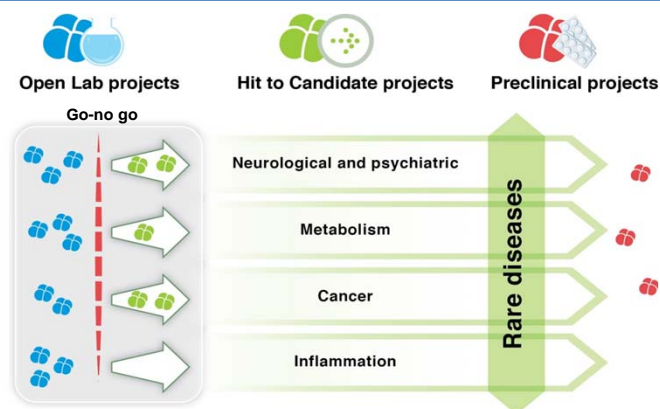 Open Lab projects
Hit to Candidate projects
Preclinical projects
Go-no go
Neurological and psychiatric
Metabolism
Cancer
Inflammation
Rare diseases